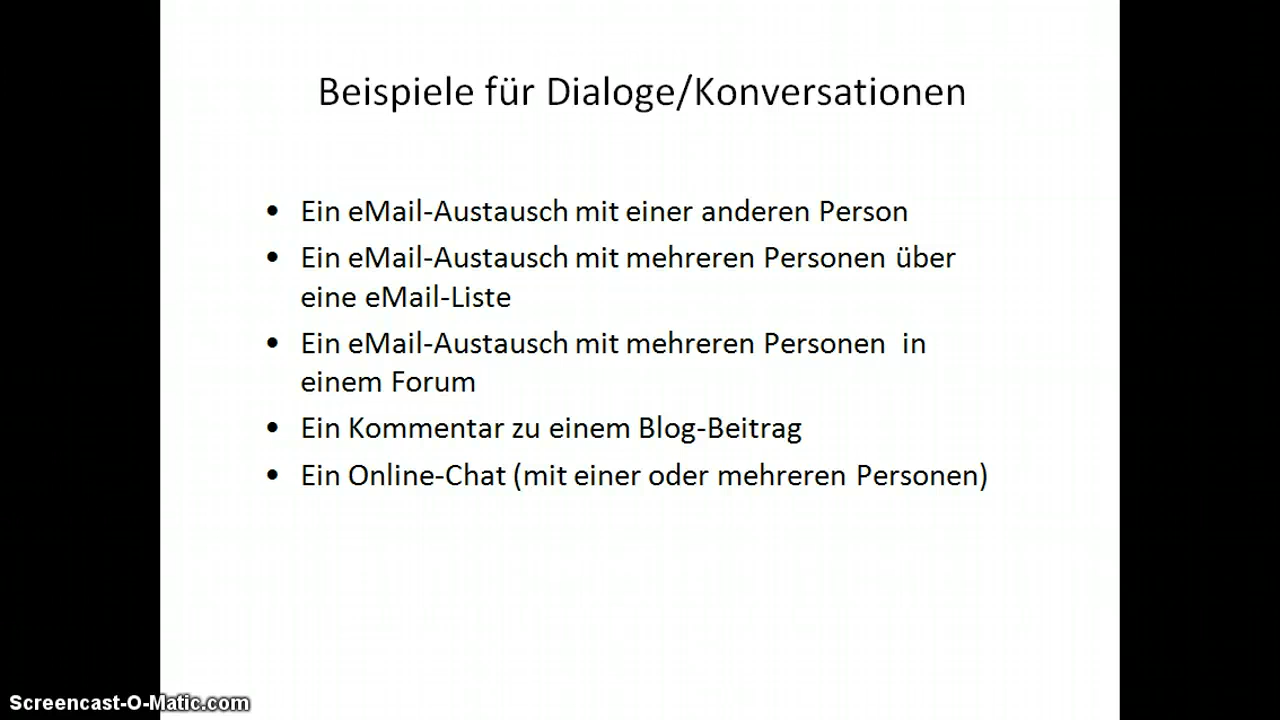 Beispiele für Dialoge/Konversationen
• Ein eMail-Austausch mit einer anderen Person
• Ein eMail-Austausch mit mehreren Personen über
eine eMail-Liste
• Ein eMail-Austausch mit mehreren Personen  in
einem Forum
• Ein Kommentar zu einem Blog-Beitrag
• Ein Online-Chat (mit einer oder mehreren Personen)
Screencast-O-Matic.com